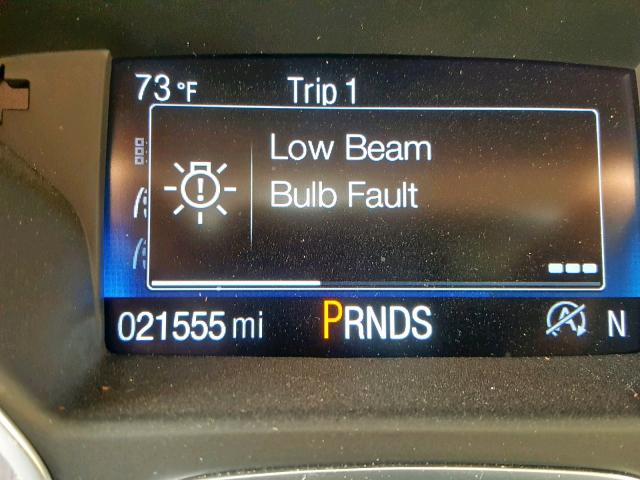 73°F Trip 1
Low Beam
Bulb Fault
021555 mi PRNDS A N